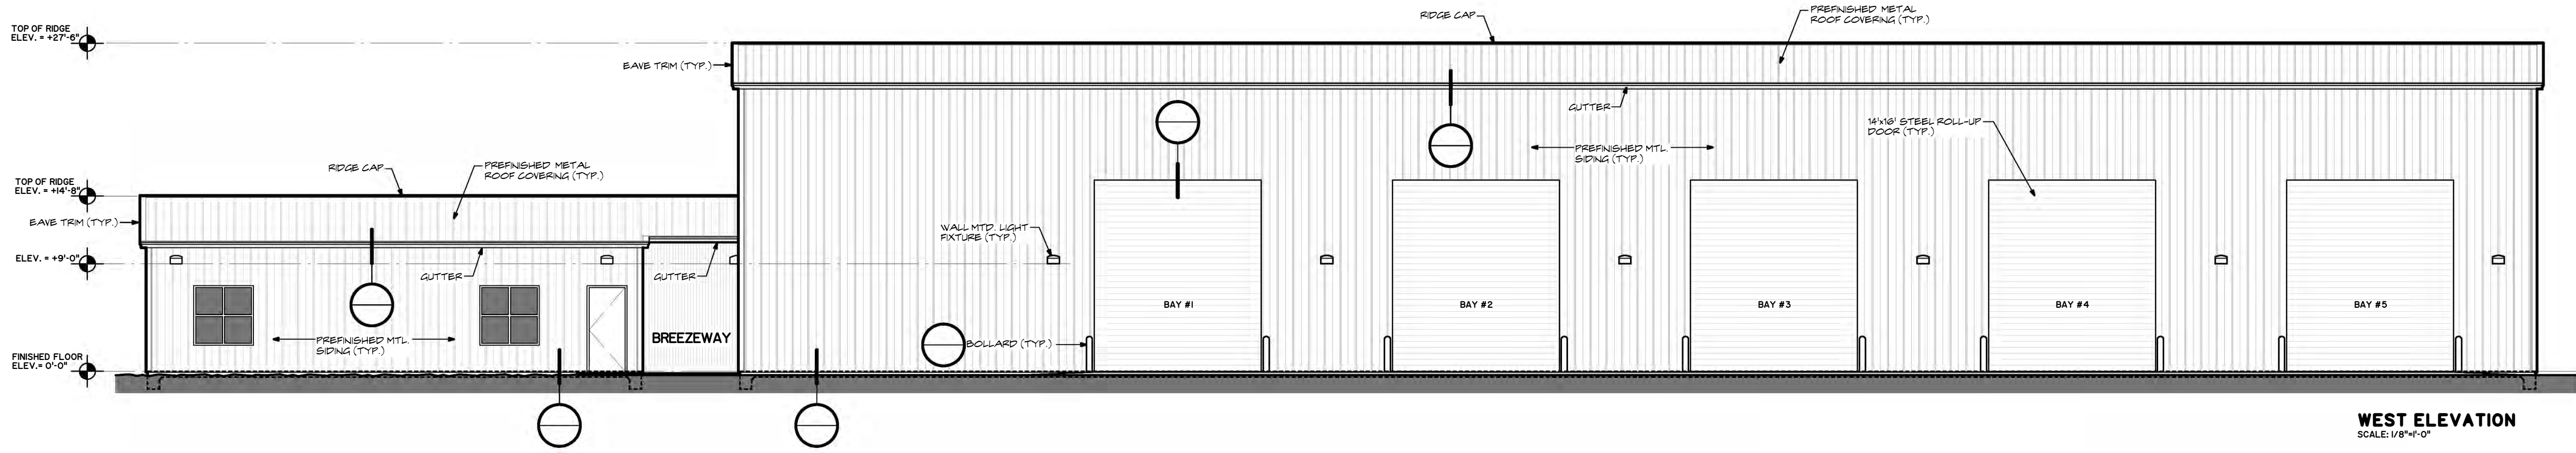 TOP OF RIDGE
ELEV. = +27'-6"
EAVE TRIM (TYP.)
RIDGE CAP
PREFINISHED METAL
ROOF COVERING (TYP.)
GUTTER
14'x16' STEEL ROLL-UP
DOOR (TYP.)
PREFINISHED MTL.
SIDING (TYP.)
RIDGE CAP
PREFINISHED METAL
ROOF COVERING (TYP.)
TOP OF RIDGE
ELEV. = +14'-8"
EAVE TRIM (TYP.)
WALL MTD. LIGHT
FIXTURE (TYP.)
ELEV. = +9'-0"
GUTTER
GUTTER
BAY #1
BAY #2
BAY #3
BAY #4
BAY #5
BREEZEWAY
PREFINISHED MTL.
SIDING (TYP.)
BOLLARD (TYP.)
FINISHED FLOOR
ELEV.= 0'-0"
WEST ELEVATION
SCALE: 1/8"=1'-0"